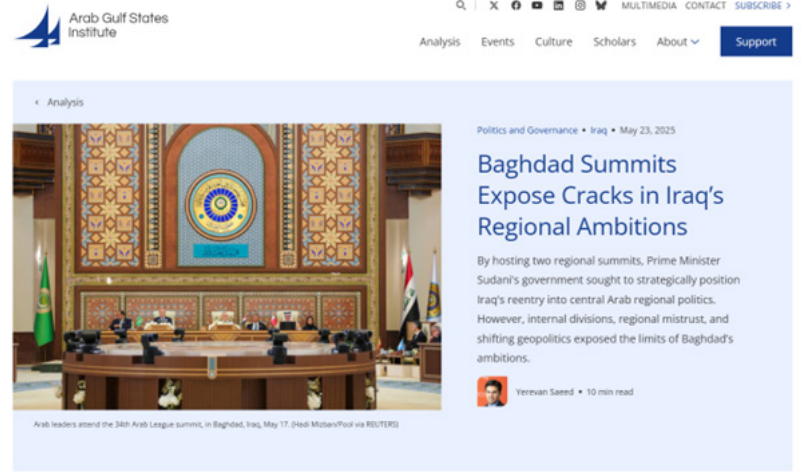 Arab Gulf States
Institute
MULTIMEDIA CONTACT SUBSCRIBE >
Analysis Events Culture Scholars About Support
< Analysis
Politics and Governance • Iraq • May 23, 2025
Baghdad Summits
Expose Cracks in Iraq's
Regional Ambitions
By hosting two regional summits, Prime Minister
Sudani's government sought to strategically position
Iraq's reentry into central Arab regional politics.
However, internal divisions, regional mistrust, and
shifting geopolitics exposed the limits of Baghdad's
ambitions.
Yerevan Saeed • 10 min read
Arab leaders attend the 34th Arab League summit, in Baghdad, Iraq, May 17. (Hadi Mizban/Pool via REUTERS)